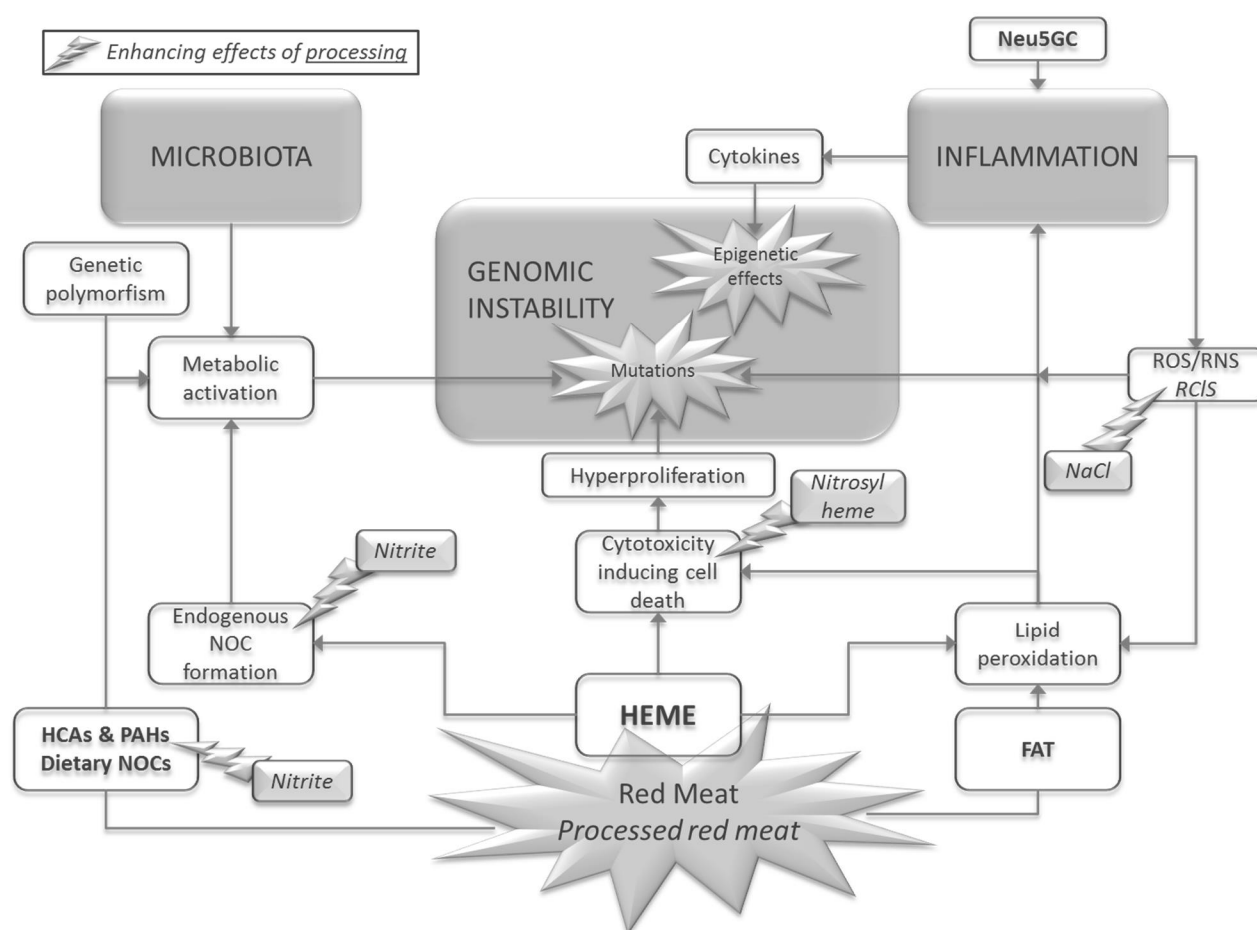 Enhancing effects of processing
Neu5GC
MICROBIOTA
Cytokines
INFLAMMATION
Genetic
polymorfism
GENOMIC
INSTABILITY
Epigenetic
effects
Metabolic
activation
Mutations
ROS/RNS
RClS
Hyperproliferation
NaCl
Nitrosyl
heme
Nitrite
Cytotoxicity
inducing cell
death
Endogenous
NOC
formation
Lipid
peroxidation
HEME
HCAs & PAHs
Dietary NOCs
FAT
Nitrite
Red Meat
Processed red meat